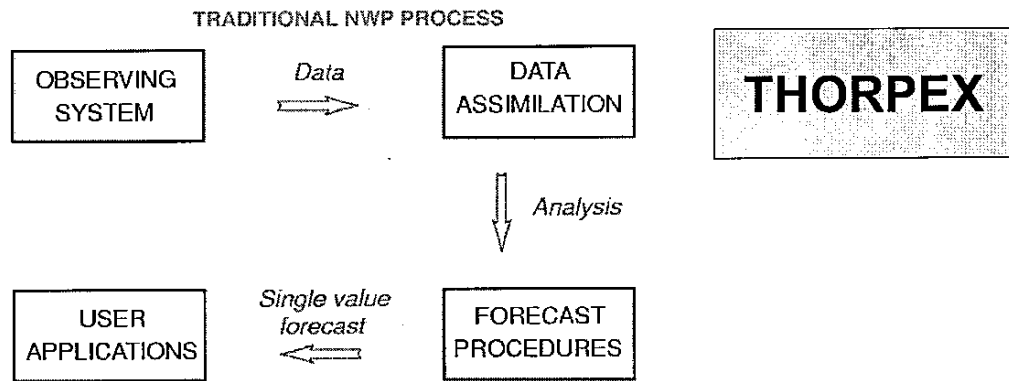 TRADITIONAL NWP PROCESS
OBSERVING
SYSTEM
Data
DATA
ASSIMILATION
THORPEX
Analysis
FORECAST
PROCEDURES
Single value
forecast
USER
APPLICATIONS